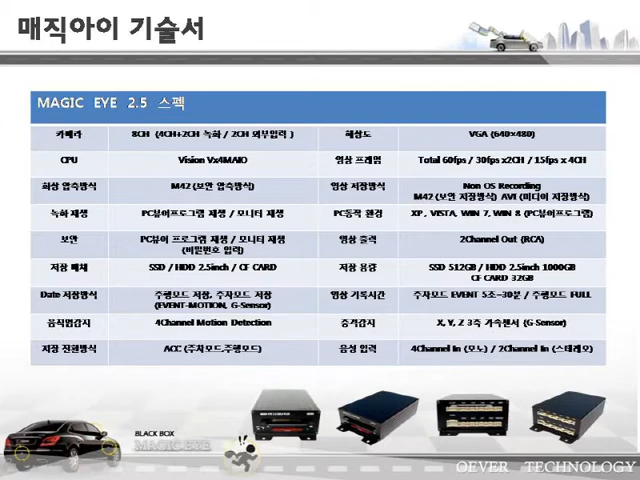 매직아이 기술서
MAGIC EYE 2.5 스펙
카메라 8CH (4CH+2CH 녹화 / 2CH 외부입력 ) 해상도 VGA (640×480)
CPU Vision Vx4MAIO 영상 프레임 Total 60fps / 30fps x2CH / 15fps x 4CH
화상 압축방식 M42 (보안 압축방식) 영상 저장방식 Non OS Recording
M42 (보안 저장방식) AVI (미디어 저장방식)
녹화 재생 PC뷰어프로그램 재생 / 모니터 재생 PC동작 환경 XP , VISTA, WIN 7, WIN 8 (PC뷰어프로그램)
보안 PC뷰어 프로그램 재생 / 모니터 재생
(비밀번호 입력) 영상 출력 2Channel Out (RCA)
저장 매체 SSD / HDD 2.5inch / CF CARD 저장 용량 SSD 512GB / HDD 2.5inch 1000GB
CF CARD 32GB
Date 저장방식 주행모드 저장, 주차모드 저장
(EVENT-MOTION, G-Sensor) 영상 기록시간 주차모드 EVENT 5초~30분 / 주행모드 FULL
움직임감지 4Channel Motion Detection 충격감지 X, Y, Z 3축 가속센서 (G-Sensor)
저장 전환방식 ACC (주차모드,주행모드) 음성 입력 4Channel In (모노) / 2Channel In (스테레오)
BLACK BOX
MAGIC EYE
OEVER TECHNOLOGY